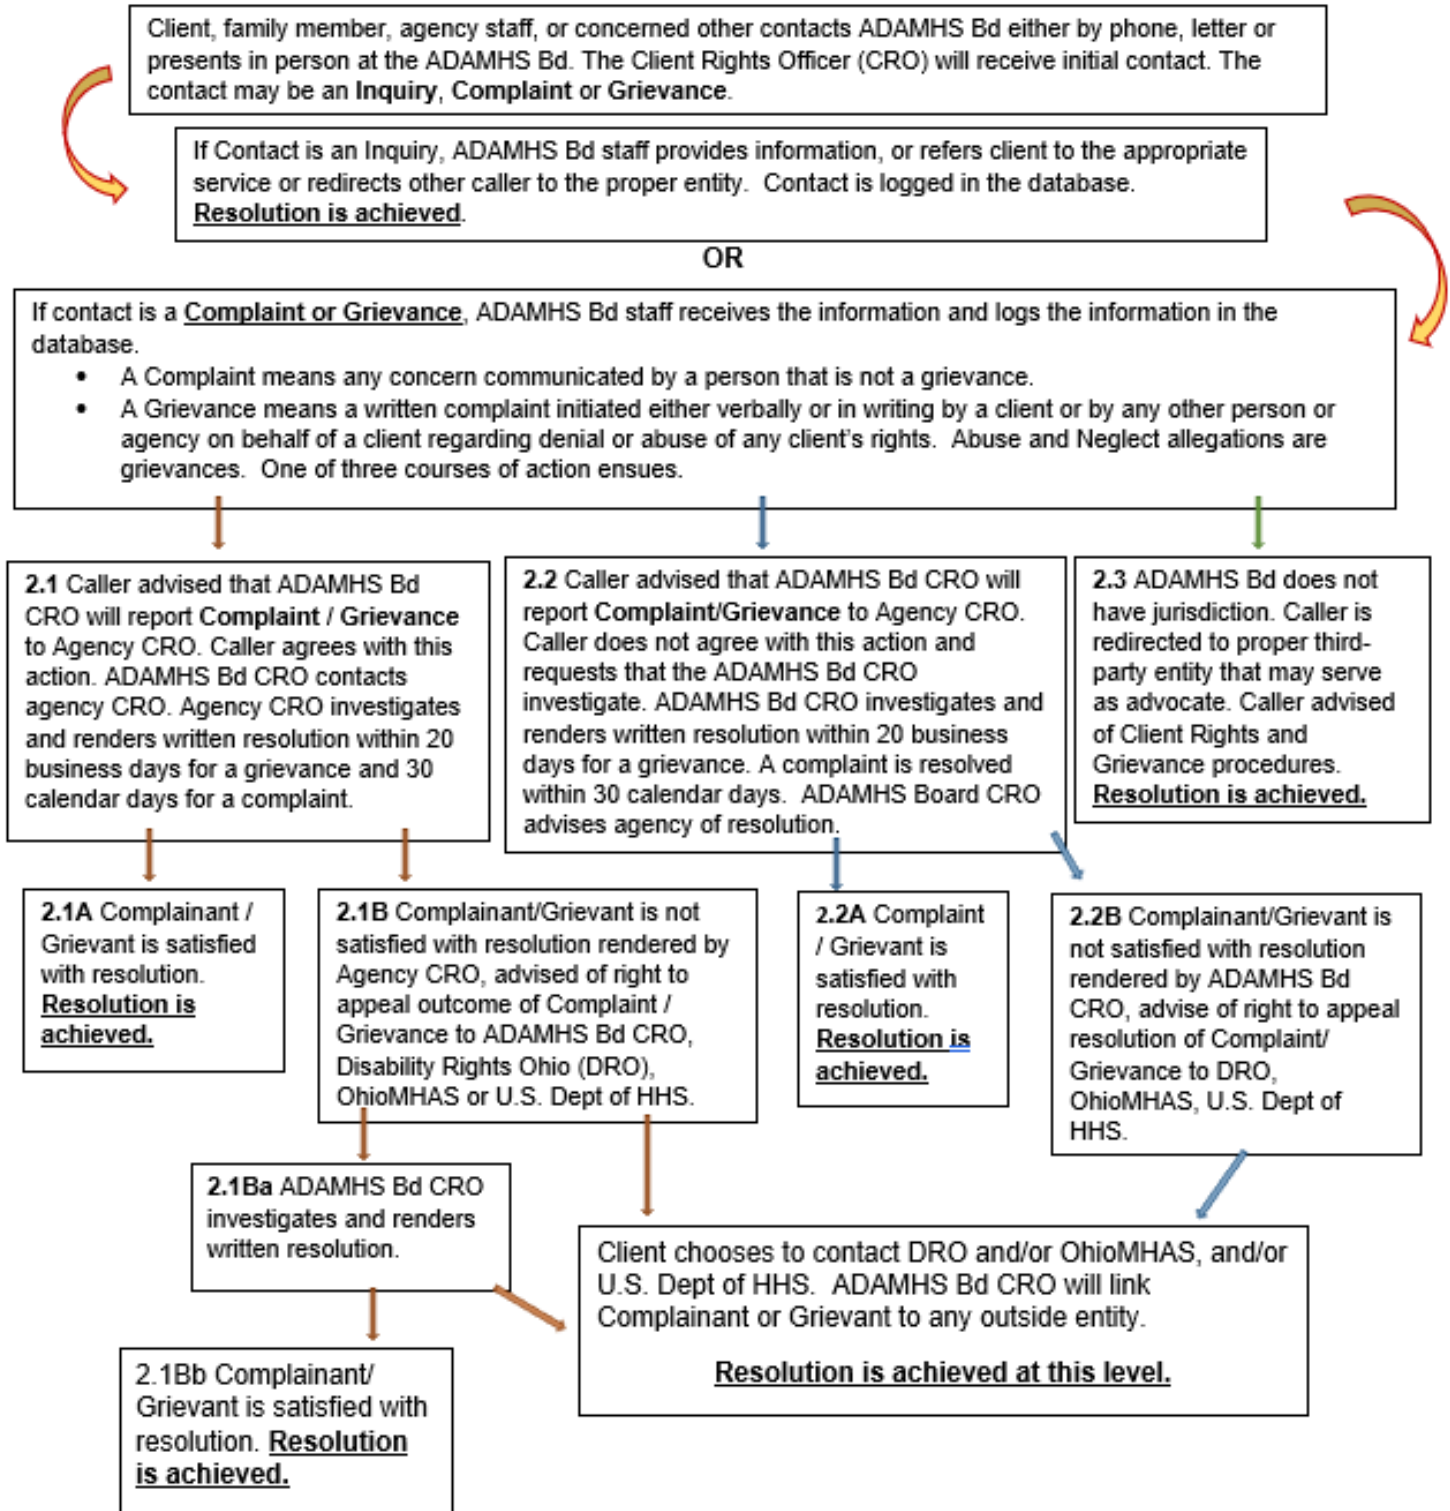 Client, family member, agency staff, or concerned other contacts ADAMHS Bd either by phone, letter or
presents in person at the ADAMHS Bd. The Client Rights Officer (CRO) will receive initial contact. The
contact may be an Inquiry, Complaint or Grievance.
If Contact is an Inquiry, ADAMHS Bd staff provides information, or refers client to the appropriate
service or redirects other caller to the proper entity. Contact is logged in the database.
Resolution is achieved.
OR
If contact is a Complaint or Grievance, ADAMHS Bd staff receives the information and logs the information in the
database.
• A Complaint means any concern communicated by a person that is not a grievance.
• A Grievance means a written complaint initiated either verbally or in writing by a client or by any other person or
agency on behalf of a client regarding denial or abuse of any client's rights. Abuse and Neglect allegations are
grievances. One of three courses of action ensues.
2.1 Caller advised that ADAMHS Bd
CRO will report Complaint / Grievance
to Agency CRO. Caller agrees with this
action. ADAMHS Bd CRO contacts
agency CRO. Agency CRO investigates
and renders written resolution within 20
business days for a grievance and 30
calendar days for a complaint.
2.2 Caller advised that ADAMHS Bd CRO will
report Complaint/Grievance to Agency CRO.
Caller does not agree with this action and
requests that the ADAMHS Bd CRO
investigate. ADAMHS Bd CRO investigates and
renders written resolution within 20 business
days for a grievance. A complaint is resolved
within 30 calendar days. ADAMHS Board CRO
advises agency of resolution.
2.3 ADAMHS Bd does not
have jurisdiction. Caller is
redirected to proper third-
party entity that may serve
as advocate. Caller advised
of Client Rights and
Grievance procedures.
Resolution is achieved.
2.1A Complainant /
Grievant is satisfied
with resolution.
Resolution is
achieved.
2.1B Complainant/Grievant is not
satisfied with resolution rendered by
Agency CRO, advised of right to
appeal outcome of Complaint /
Grievance to ADAMHS Bd CRO,
Disability Rights Ohio (DRO),
OhioMHAS or U.S. Dept of HHS.
2.2A Complaint
/ Grievant is
satisfied with
resolution.
Resolution is
achieved.
2.2B Complainant/Grievant is
not satisfied with resolution
rendered by ADAMHS Bd
CRO, advise of right to appeal
resolution of Complaint/
Grievance to DRO,
OhioMHAS, U.S. Dept of
HHS.
2.1Ba ADAMHS Bd CRO
investigates and renders
written resolution.
Client chooses to contact DRO and/or OhioMHAS, and/or
U.S. Dept of HHS. ADAMHS Bd CRO will link
Complainant or Grievant to any outside entity.
Resolution is achieved at this level.
2.1Bb Complainant/
Grievant is satisfied with
resolution. Resolution
is achieved.